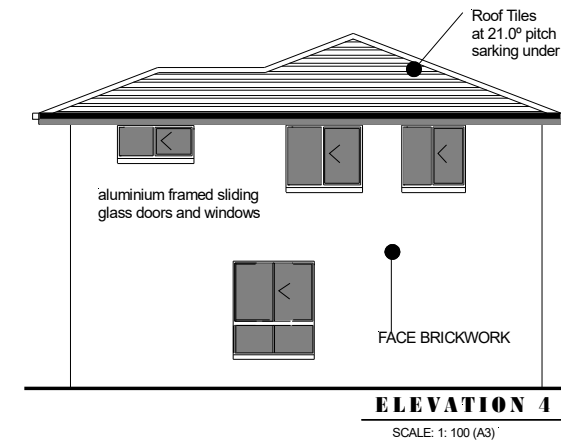 Roof Tiles
at 21.0º pitch
sarking under
aluminium framed sliding
glass doors and windows
FACE BRICKWORK
ELEVATION 4
SCALE: 1: 100 (A3)